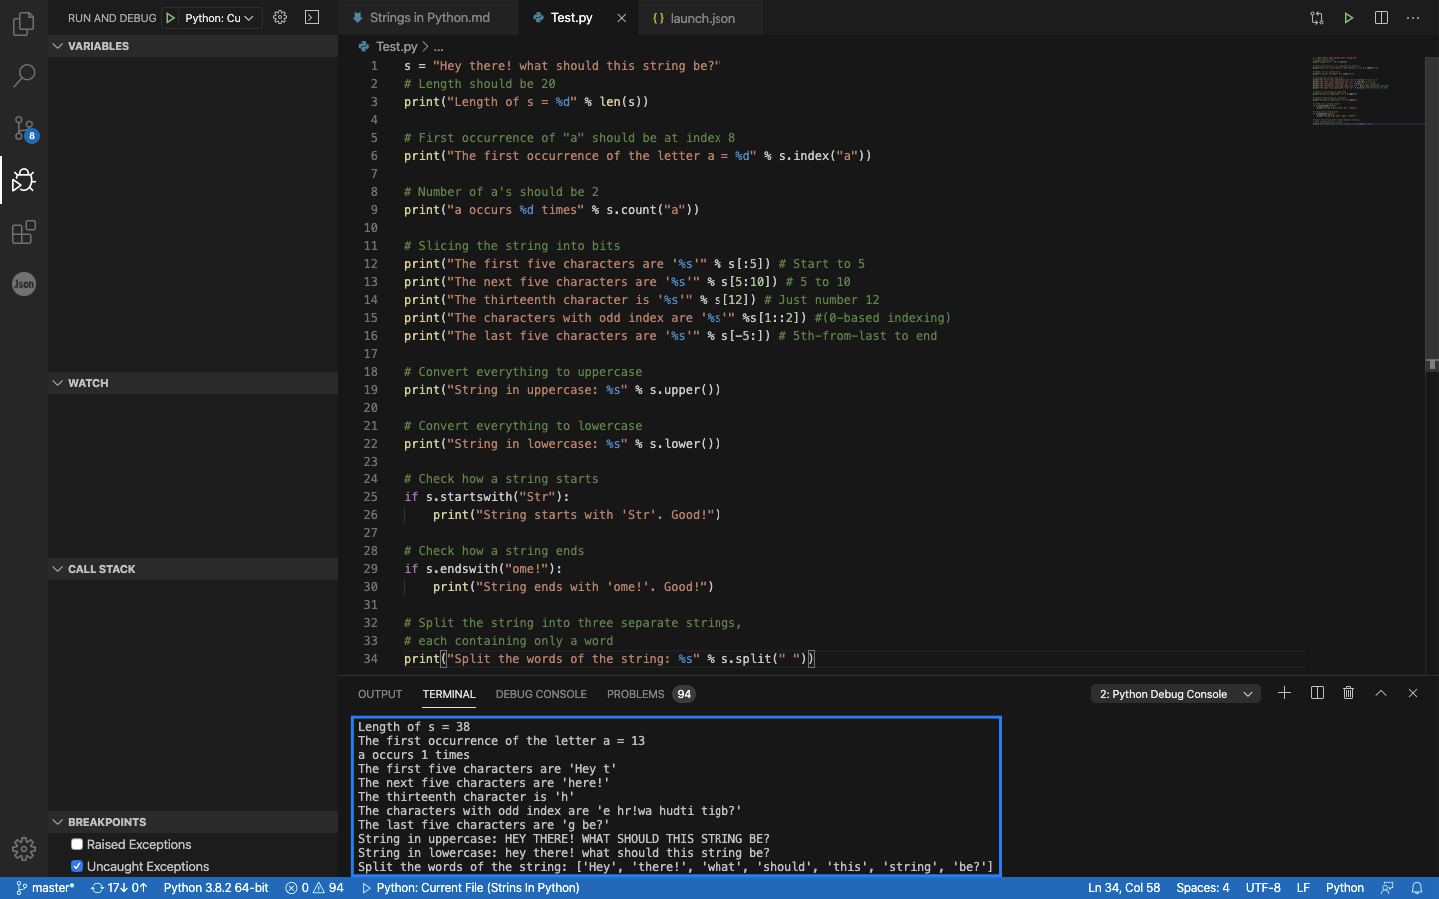 RUN AND DEBUG Python: Cu
Strings in Python.md
Test.py
{} launch.json
VARIABLES
Test.py > ...
1 s = "Hey there! what should this string be?"
2 # Length should be 20
3 print("Length of s = %d" % len(s))
4
5 # First occurrence of "a" should be at index 8
6 print("The first occurrence of the letter a = %d" % s.index("a"))
7
8 # Number of a's should be 2
9 print("a occurs %d times" % s.count("a"))
10
11 # Slicing the string into bits
12 print("The first five characters are '%s'" % s[:5]) # Start to 5
13 print("The next five characters are '%s'" % s[5:10]) # 5 to 10
14 print("The thirteenth character is '%s'" % s[12]) # Just number 12
15 print("The characters with odd index are '%s'" %s[1::2]) #(0-based indexing)
16 print("The last five characters are '%s'" % s[-5:]) # 5th-from-last to end
17
18 # Convert everything to uppercase
19 print("String in uppercase: %s" % s.upper())
20
21 # Convert everything to lowercase
22 print("String in lowercase: %s" % s.lower())
23
24 # Check how a string starts
25 if s.startswith("Str"):
26 print("String starts with 'Str'. Good!")
27
28 # Check how a string ends
29 if s.endswith("ome!"):
30 print("String ends with 'ome!'. Good!")
31
32 # Split the string into three separate strings,
33 # each containing only a word
34 print("Split the words of the string: %s" % s.split(" "))
8
Json
WATCH
CALL STACK
BREAKPOINTS
Raised Exceptions
Uncaught Exceptions
OUTPUT TERMINAL DEBUG CONSOLE PROBLEMS 94
2: Python Debug Console
Length of s = 38
The first occurrence of the letter a = 13
a occurs 1 times
The first five characters are 'Hey t'
The next five characters are 'here!'
The thirteenth character is 'h'
The characters with odd index are 'e hr!wa hudti tigb?'
The last five characters are 'g be?'
String in uppercase: HEY THERE! WHAT SHOULD THIS STRING BE?
String in lowercase: hey there! what should this string be?
Split the words of the string: ['Hey', 'there!', 'what', 'should', 'this', 'string', 'be?']
master* 17↓ 0↑ Python 3.8.2 64-bit 0 94 Python: Current File (Strins In Python) Ln 34, Col 58 Spaces: 4 UTF-8 LF Python